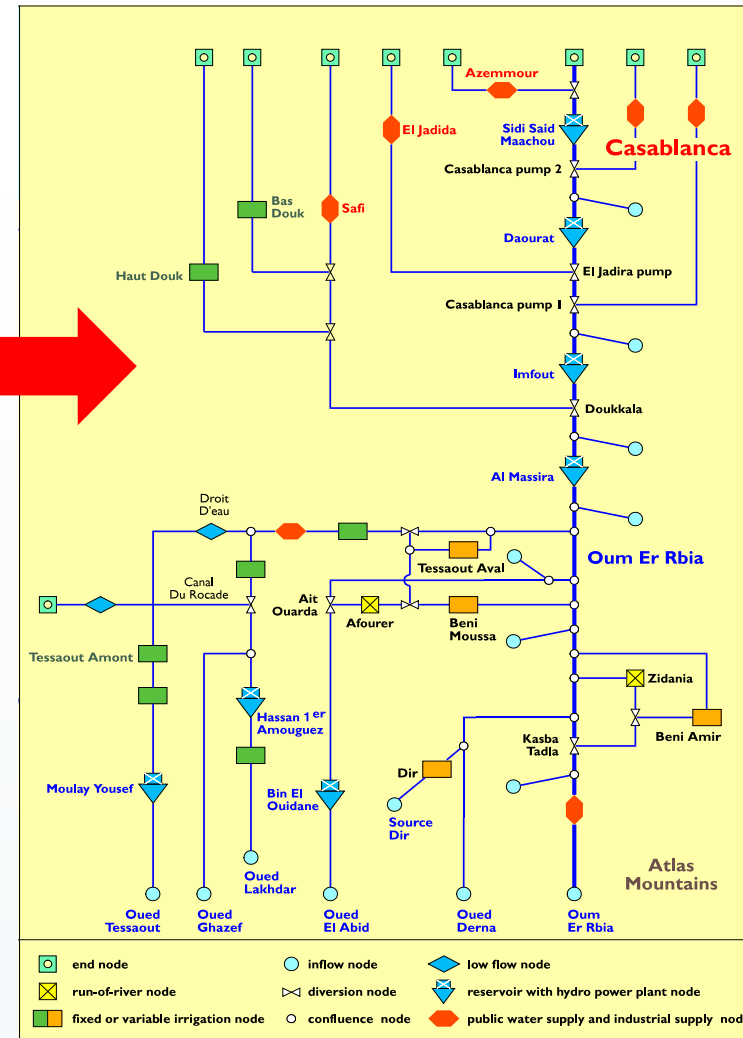 Azemmour
El Jadida
Sidi Said
Maachou
Casablanca
Casablanca pump 2
Bas
Douk
Safi
Daourat
Haut Douk
El Jadira pump
Casablanca pump 1
Imfout
Doukkala
Al Massira
Droit
D'eau
Oum Er Rbia
Tessaout Aval
Canal
Du Rocade
Ait
Ouarda
Afourer
Beni
Moussa
Tessaout Amont
Zidania
Hassan 1er
Amouguez
Kasba
Tadla
Beni Amir
Dir
Moulay Yousef
Bin El
Ouidane
Source
Dir
Oued
Lakhdar
Atlas
Mountains
Oued
Tessaout
Oued
Ghazef
Oued
El Abid
Oued
Derna
Oum
Er Rbia
end node
inflow node
low flow node
run-of-river node
diversion node
reservoir with hydro power plant node
fixed or variable irrigation node
confluence node
public water supply and industrial supply nod